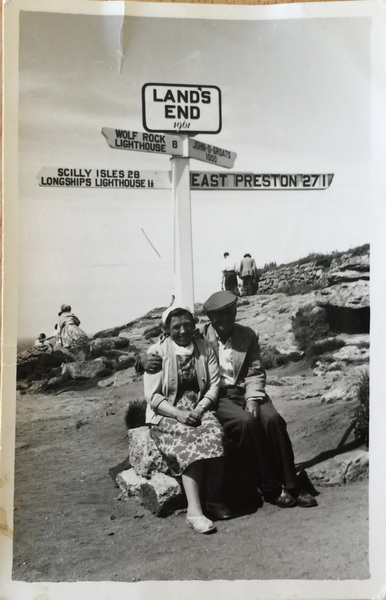 LAND'S
END
1961
WOLF ROCK
LIGHTHOUSE 8
JOHN-O-GROATS
1000
SCILLY ISLES 28
LONGSHIPS LIGHTHOUSE 1½
EAST PRESTON 271